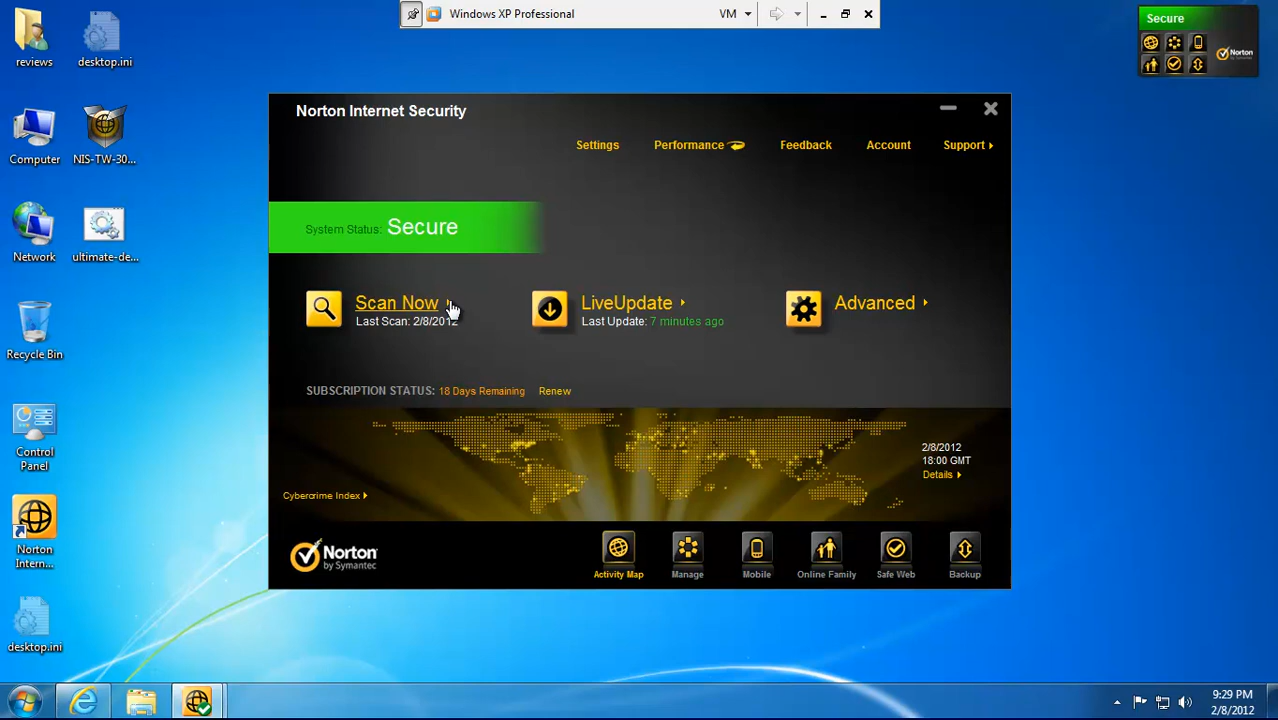 Windows XP Professional
VM
Secure
Norton
reviews
desktop.ini
Computer
NIS-TW-30...
Network
ultimate-de...
Recycle Bin
Control
Panel
Norton
Intern...
desktop.ini
Norton Internet Security
Settings
Performance
Feedback
Account
Support
System Status: Secure
Scan Now
Last Scan: 2/8/2012
LiveUpdate
Last Update: 7 minutes ago
Advanced
SUBSCRIPTION STATUS: 18 Days Remaining
Renew
2/8/2012
18:00 GMT
Details
Cybercrime Index
Norton
by Symantec
Activity Map
Manage
Mobile
Online Family
Safe Web
Backup
9:29 PM
2/8/2012